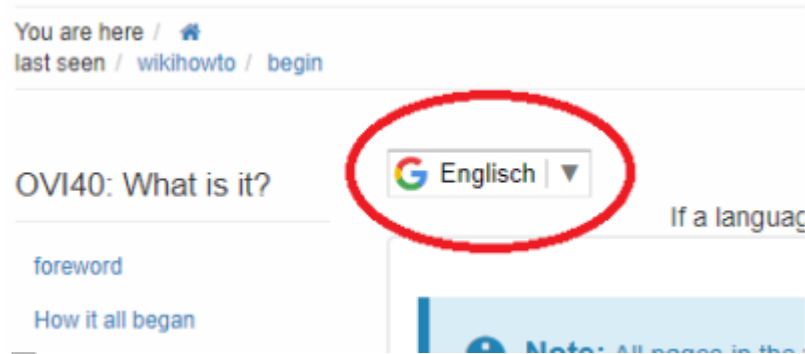 You are here /
last seen / wikihowto / begin
OVI40: What is it?
Englisch ▼
If a languag
foreword
How it all began
Note: All pages in the